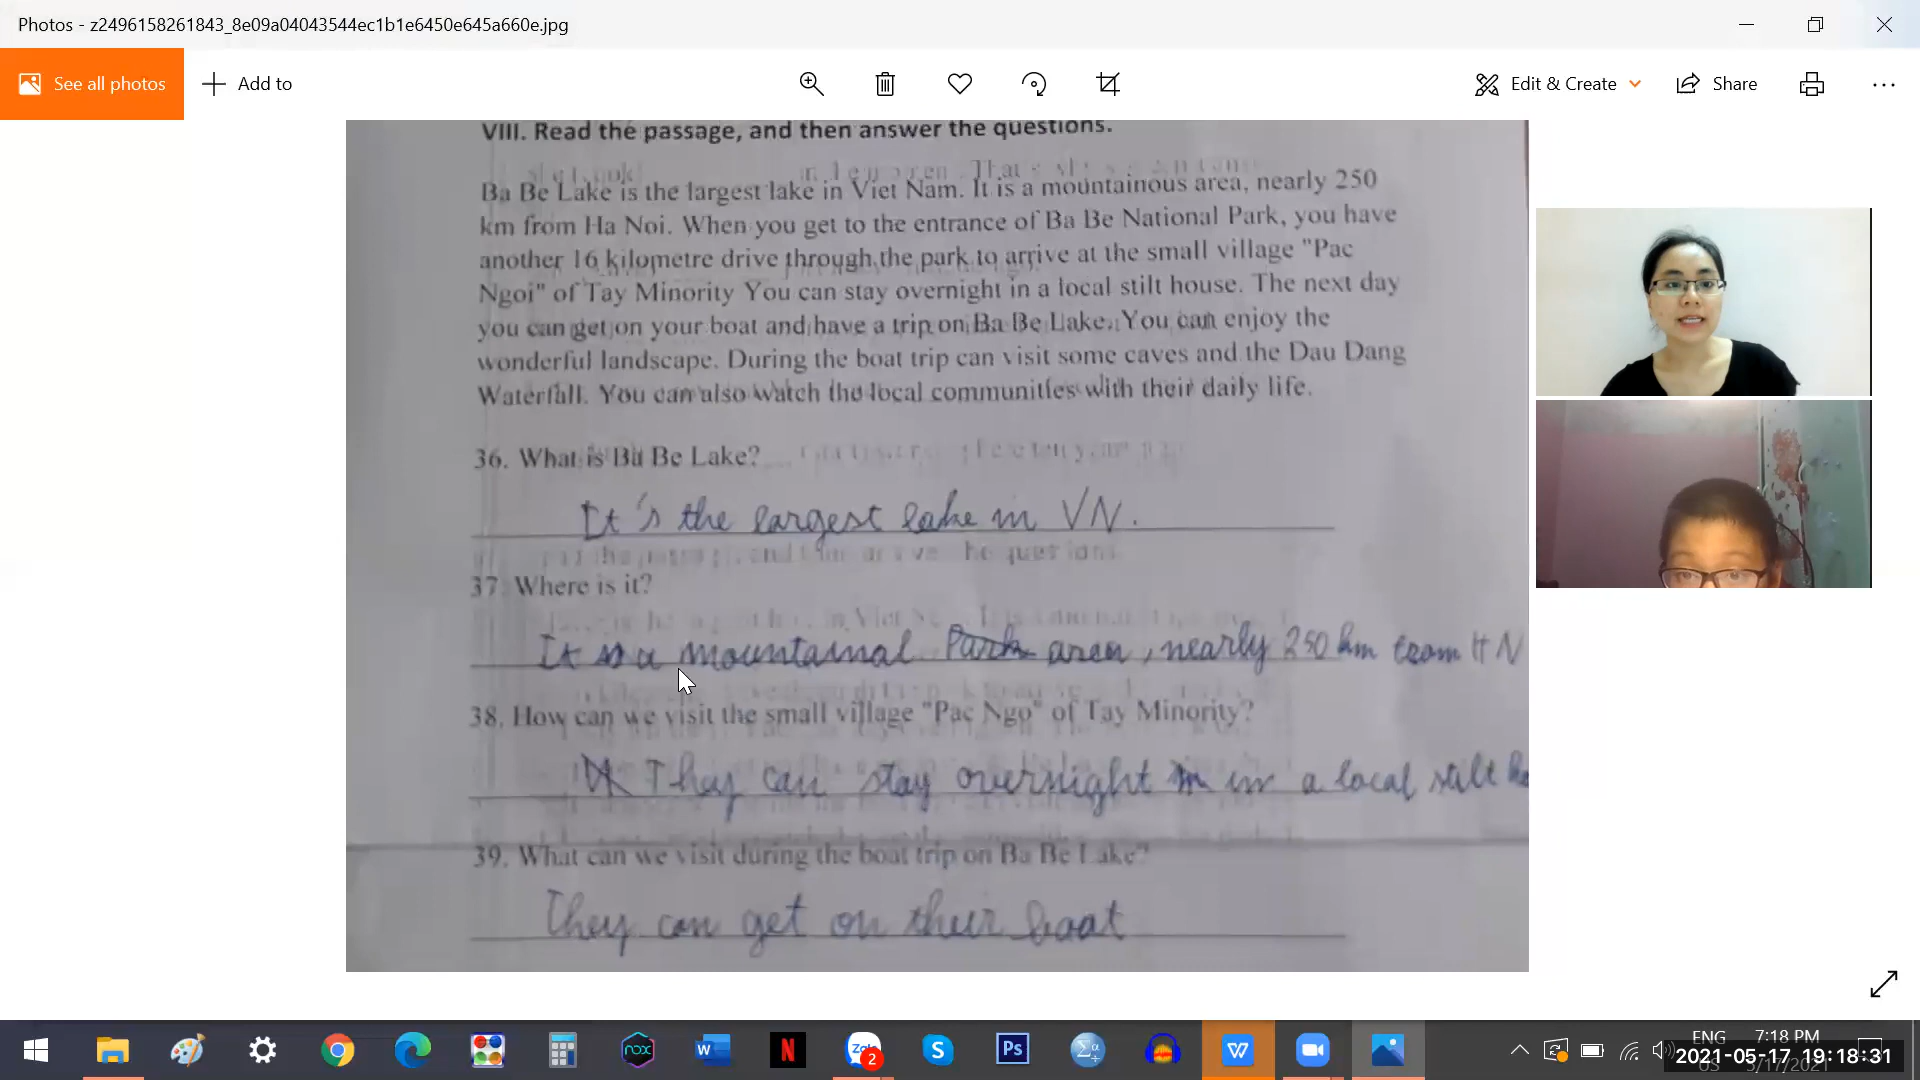 Photos - z2496158261843_8e09a04043544ec1b1e6450e645a660e.jpg
See all photos
Add to
Edit & Create
Share
VIII. Read the passage, and then answer the questions.
Ba Be Lake is the largest lake in Viet Nam. It is a mountainous area, nearly 250
km from Ha Noi. When you get to the entrance of Ba Be National Park, you have
another 16 kilometre drive through the park to arrive at the small village "Pac
Ngoi" of Tay Minority You can stay overnight in a local stilt house. The next day
you can get on your boat and have a trip on Ba Be Lake. You can enjoy the
wonderful landscape. During the boat trip can visit some caves and the Dau Dang
Waterfall. You can also watch the local communities with their daily life.
36. What is Ba Be Lake?
It's the largest lake in VN.
37. Where is it?
It is a mountainal Park area, nearly 250 km from HN
38. How can we visit the small village "Pac Ngo" of Tay Minority?
They can stay overnight in a local stilt
39. What can we visit during the boat trip on Ba Be Lake?
They can get on their boat
nox
W
N
Zalo
2
S
Ps
W
ENG
7:18 PM
2021-05-17 19:18:31